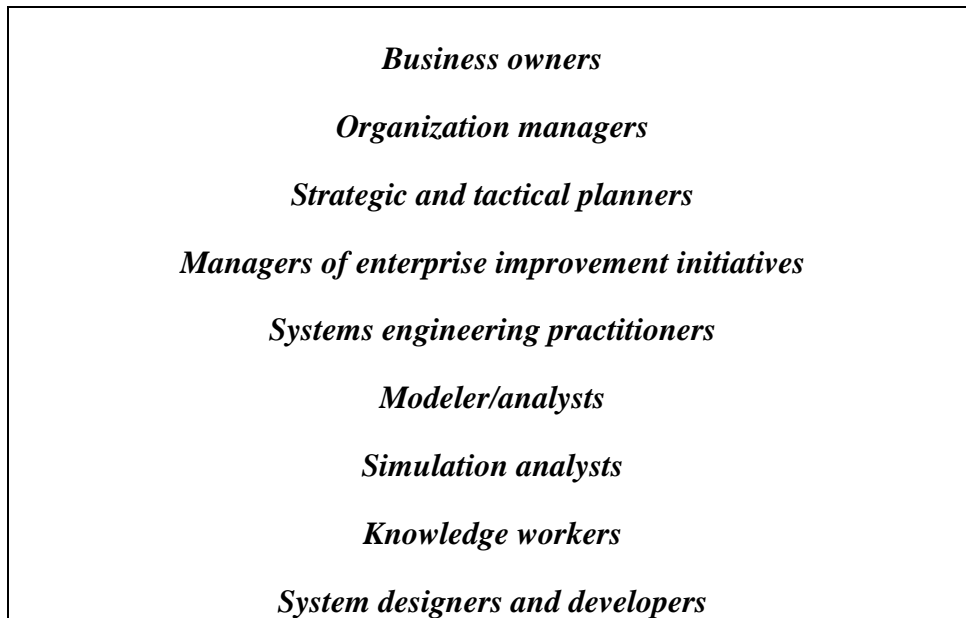 Business owners
Organization managers
Strategic and tactical planners
Managers of enterprise improvement initiatives
Systems engineering practitioners
Modeler/analysts
Simulation analysts
Knowledge workers
System designers and developers